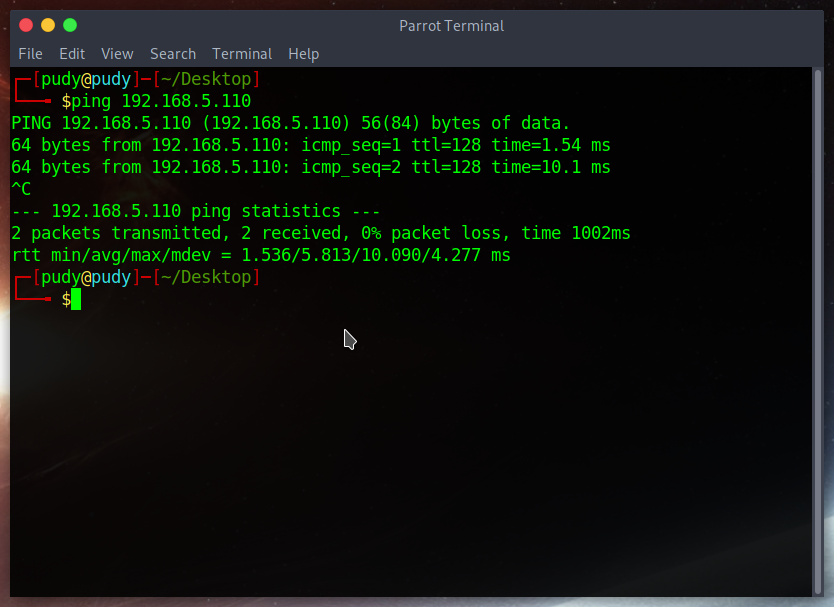 Parrot Terminal
File Edit View Search Terminal Help
┌─[pudy@pudy]─[~/Desktop]
└──╼ $ping 192.168.5.110
PING 192.168.5.110 (192.168.5.110) 56(84) bytes of data.
64 bytes from 192.168.5.110: icmp_seq=1 ttl=128 time=1.54 ms
64 bytes from 192.168.5.110: icmp_seq=2 ttl=128 time=10.1 ms
^C
--- 192.168.5.110 ping statistics ---
2 packets transmitted, 2 received, 0% packet loss, time 1002ms
rtt min/avg/max/mdev = 1.536/5.813/10.090/4.277 ms
┌─[pudy@pudy]─[~/Desktop]
└──╼ $